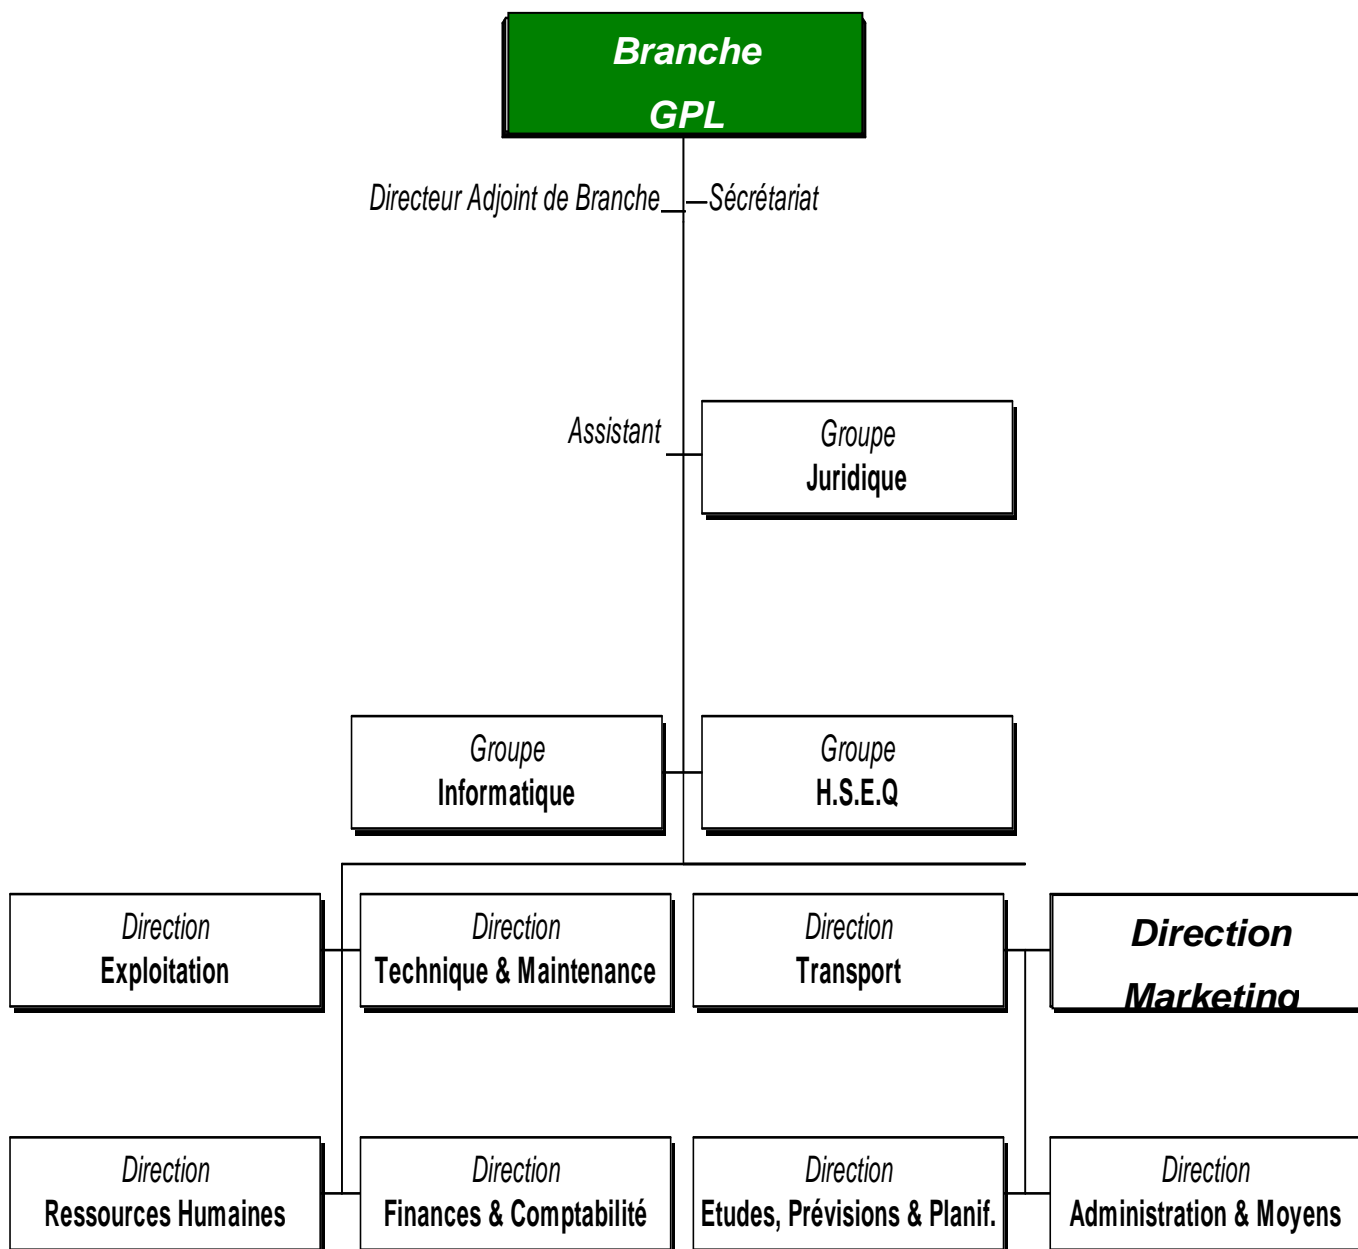 Branche
GPL
Directeur Adjoint de Branche
Sécrétariat
Assistant
Groupe
Juridique
Groupe
Informatique
Groupe
H.S.E.Q
Direction
Exploitation
Direction
Technique & Maintenance
Direction
Transport
Direction
Marketing
Direction
Ressources Humaines
Direction
Finances & Comptabilité
Direction
Etudes, Prévisions & Planif.
Direction
Administration & Moyens